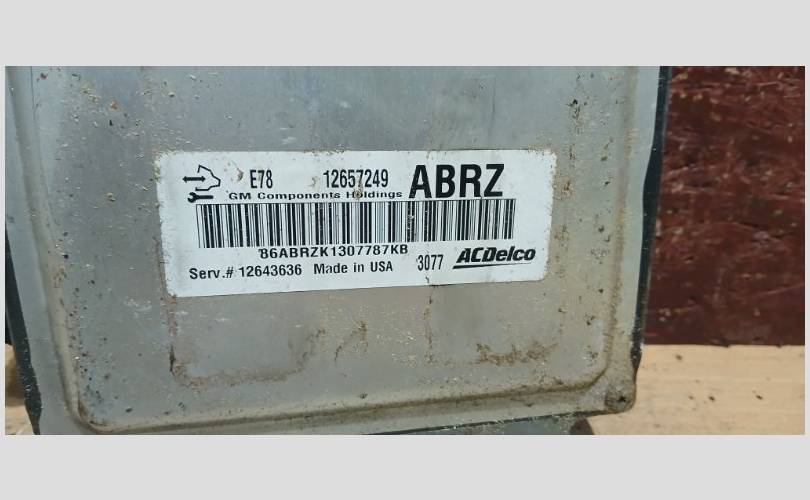 E78 12657249 ABRZ
GM Components Holdings
86ABRZK1307787KB
Serv.# 12643636 Made in USA 3077 ACDelco